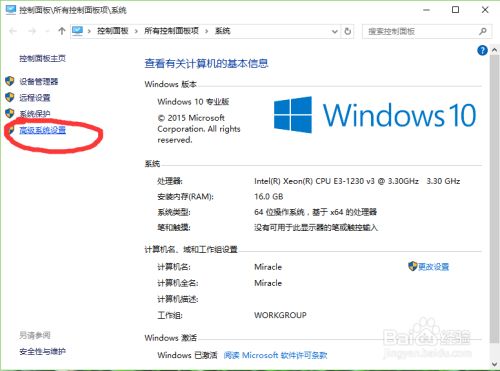 控制面板\所有控制面板项\系统
控制面板 > 所有控制面板项 > 系统
搜索控制面板
控制面板主页
设备管理器
远程设置
系统保护
高级系统设置
另请参阅
安全性与维护
查看有关计算机的基本信息
Windows 版本
Windows 10 专业版
© 2015 Microsoft
Corporation. All rights
reserved.
Windows 10
系统
处理器: Intel(R) Xeon(R) CPU E3-1230 v3 @ 3.30GHz 3.30 GHz
安装内存(RAM): 16.0 GB
系统类型: 64 位操作系统，基于 x64 的处理器
笔和触摸: 没有可用于此显示器的笔或触控输入
计算机名、域和工作组设置
计算机名: Miracle 更改设置
计算机全名: Miracle
计算机描述:
工作组: WORKGROUP
Windows 激活
Windows 已激活 阅读 Microsoft 软件许可条款
Baidu 经验
jingyan.baidu.com